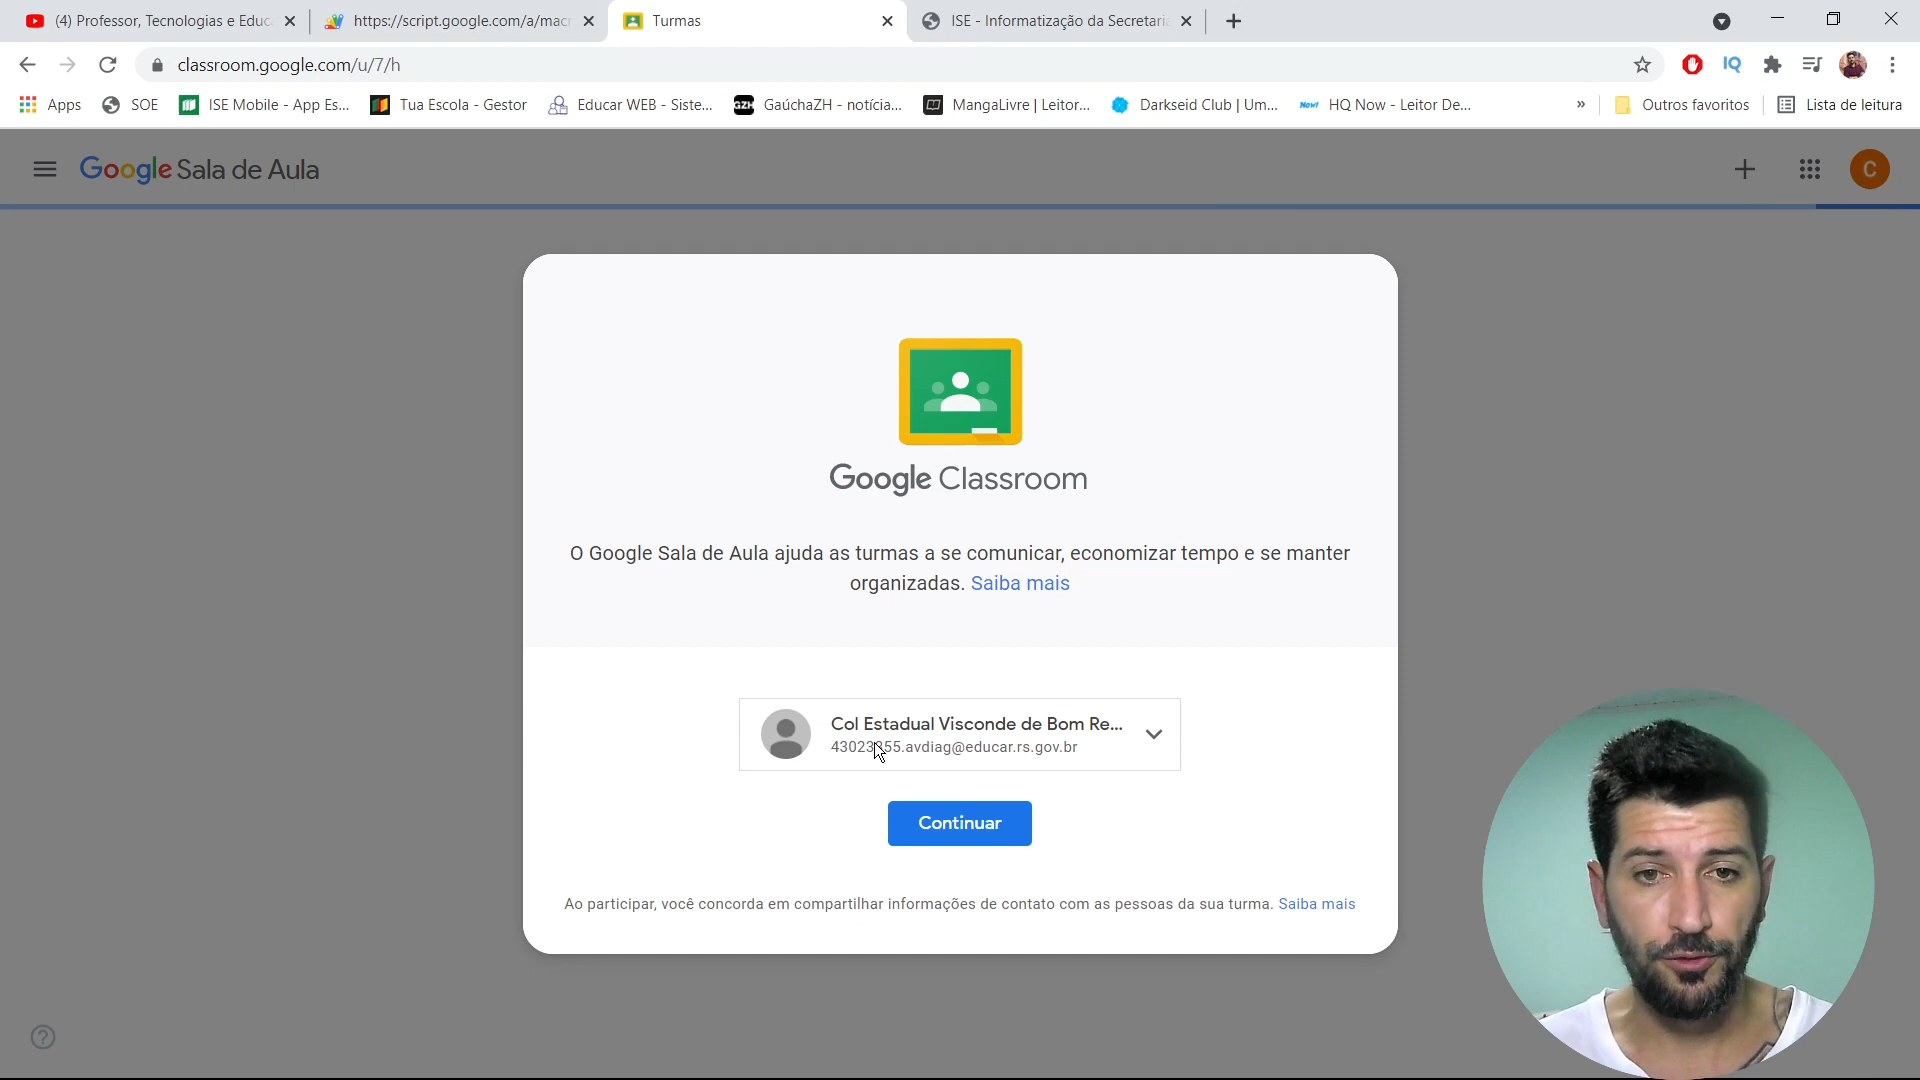 (4) Professor, Tecnologias e Educ
https://script.google.com/a/macr
Turmas
ISE - Informatização da Secretaria
classroom.google.com/u/7/h
IQ
Apps
SOE
ISE Mobile - App Es...
Tua Escola - Gestor
Educar WEB - Siste...
GZH
GaúchaZH - notícia...
MangaLivre | Leitor...
Darkseid Club | Um...
Now!
HQ Now - Leitor De...
»
Outros favoritos
Lista de leitura
Google Sala de Aula
C
Google Classroom
O Google Sala de Aula ajuda as turmas a se comunicar, economizar tempo e se manter
organizadas. Saiba mais
Col Estadual Visconde de Bom Re...
.avdiag@educar.rs.gov.br
Continuar
Ao participar, você concorda em compartilhar informações de contato com as pessoas da sua turma. Saiba mais